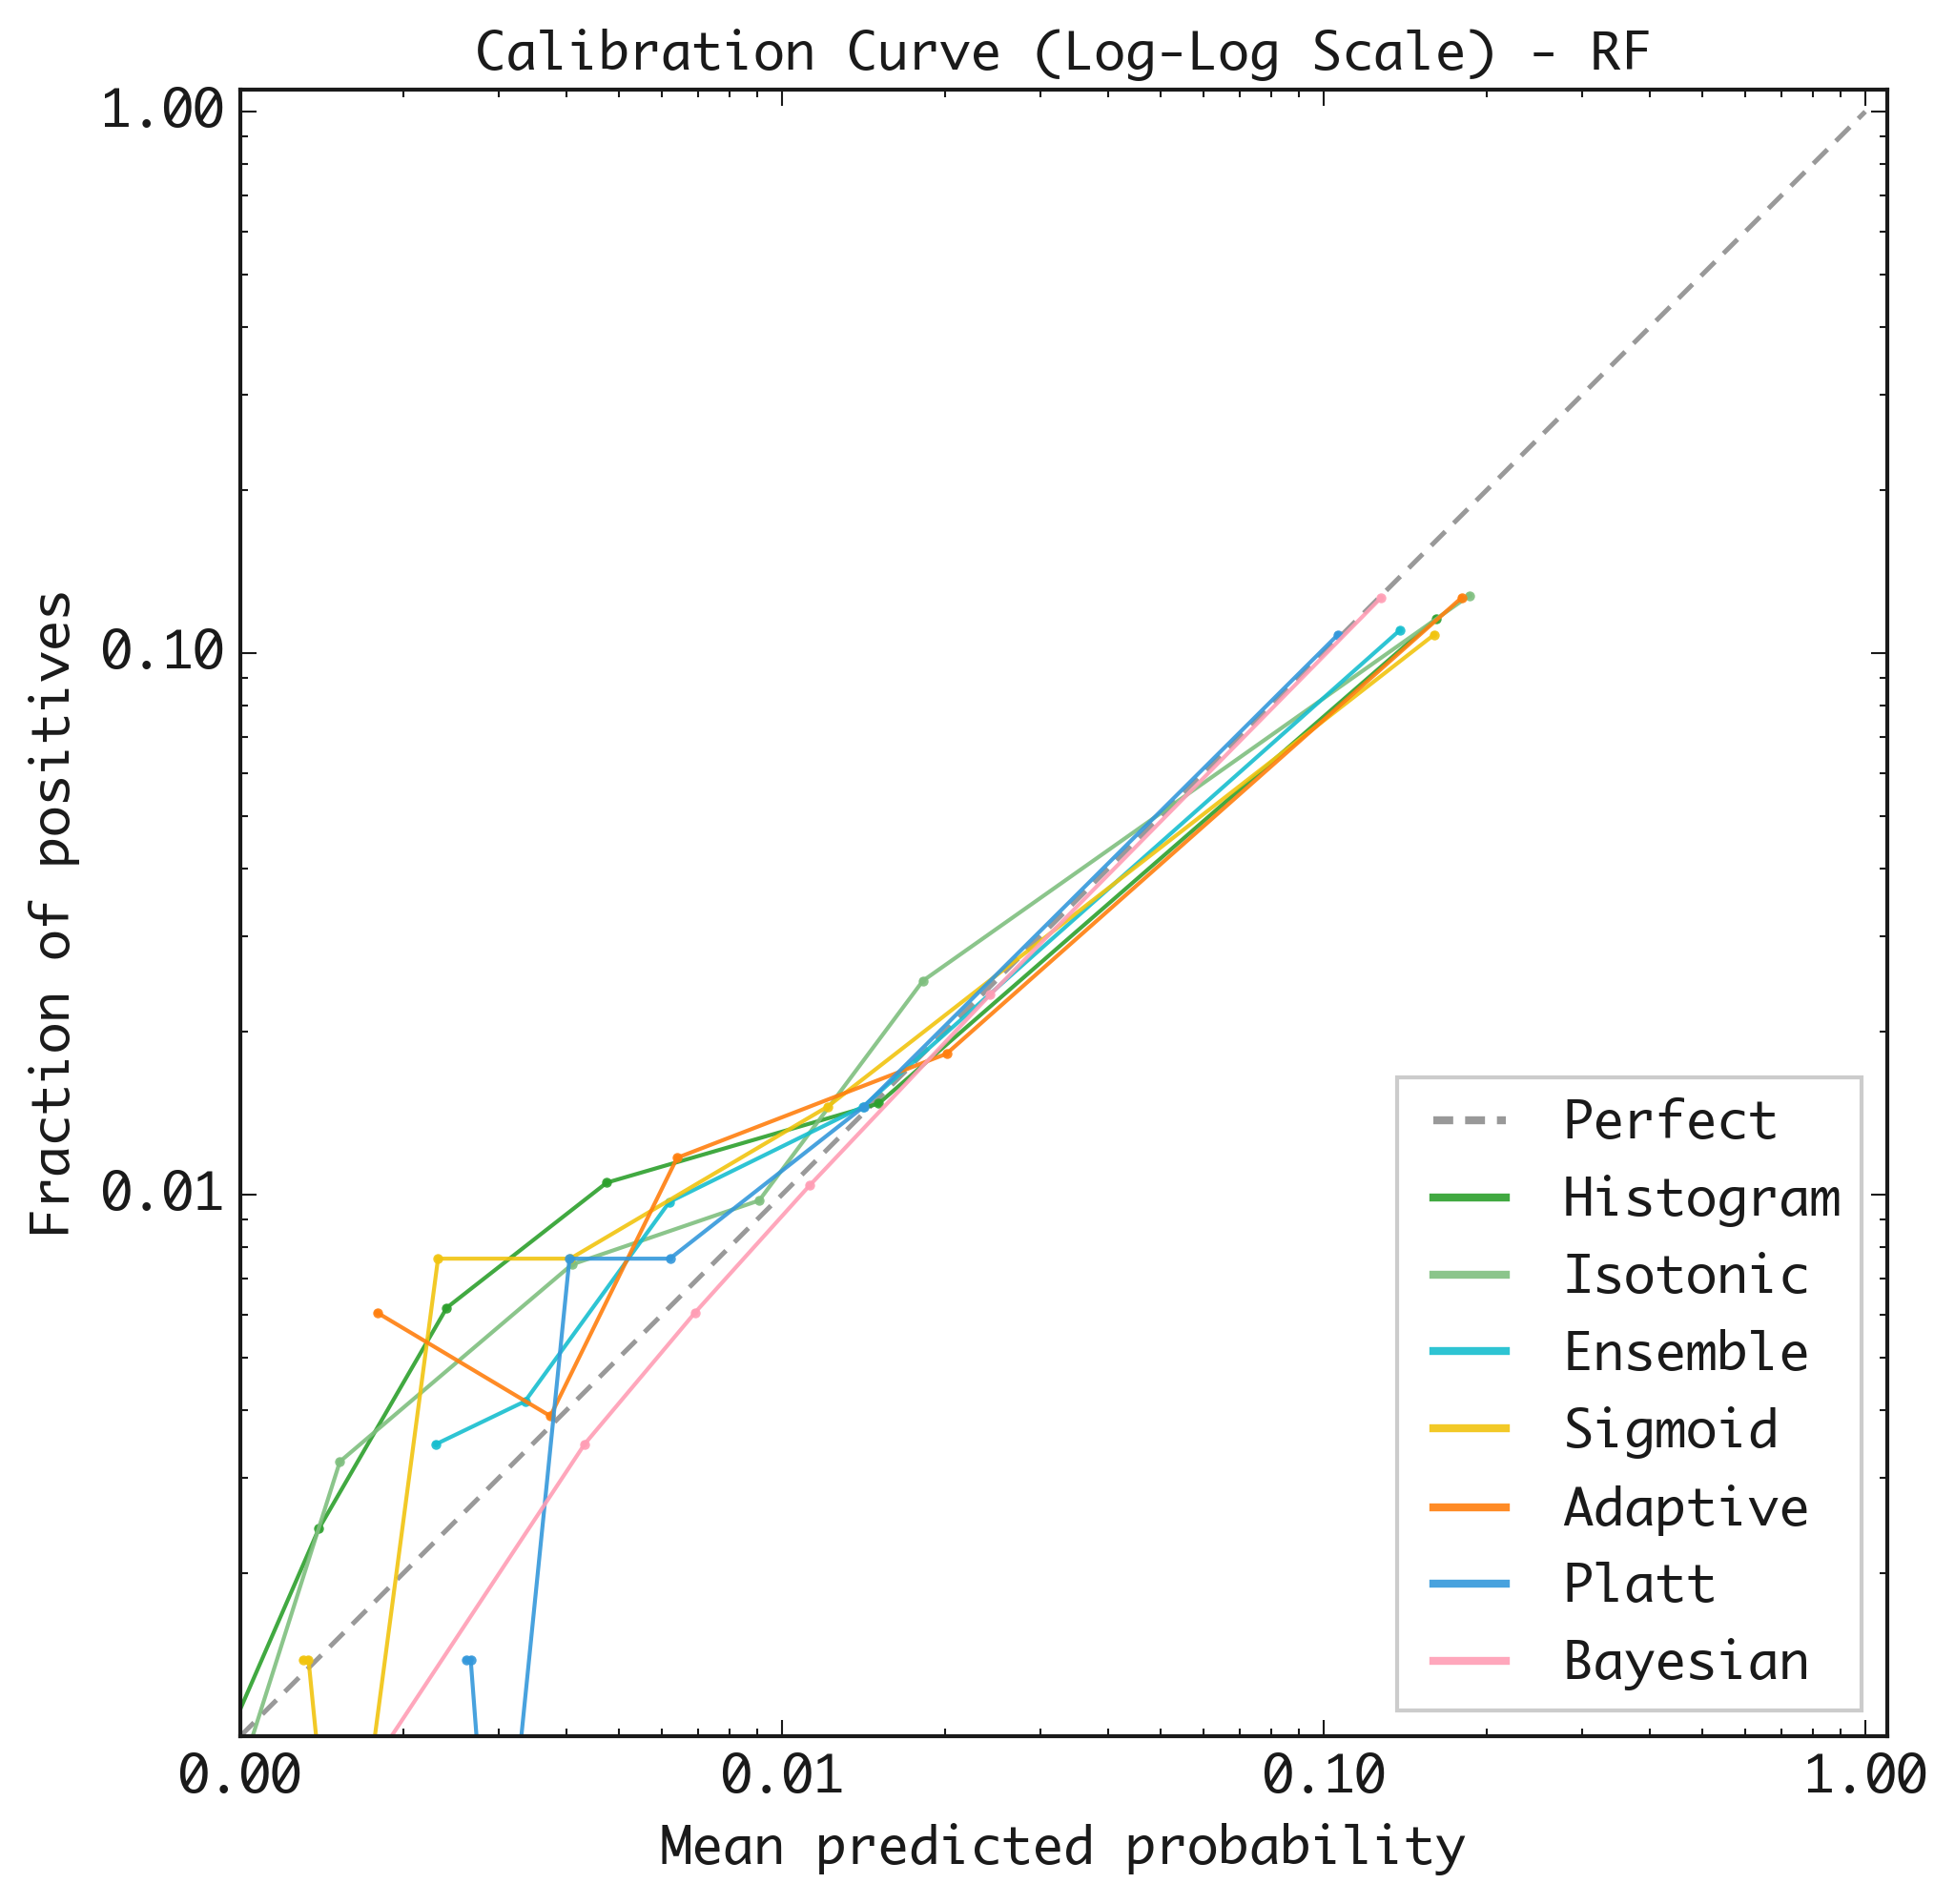 Calibration Curve (Log-Log Scale) - RF
1.00
0.10
0.01
Fraction of positives
Perfect
Histogram
Isotonic
Ensemble
Sigmoid
Adaptive
Platt
Bayesian
0.00 0.01 0.10 1.00
Mean predicted probability